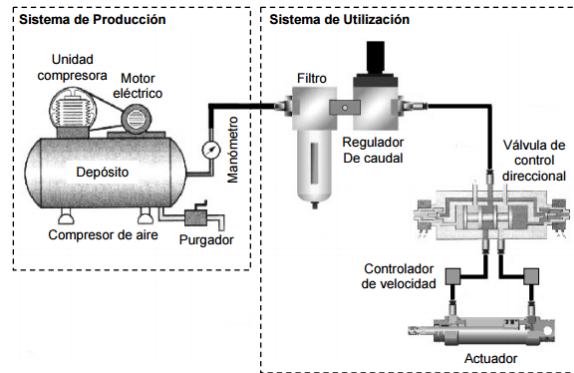 Sistema de Producción
Sistema de Utilización
Unidad
compresora
Motor
eléctrico
Filtro
Manómetro
Regulador
De caudal
Válvula de
control
direccional
Depósito
Compresor de aire
Purgador
Controlador
de velocidad
Actuador